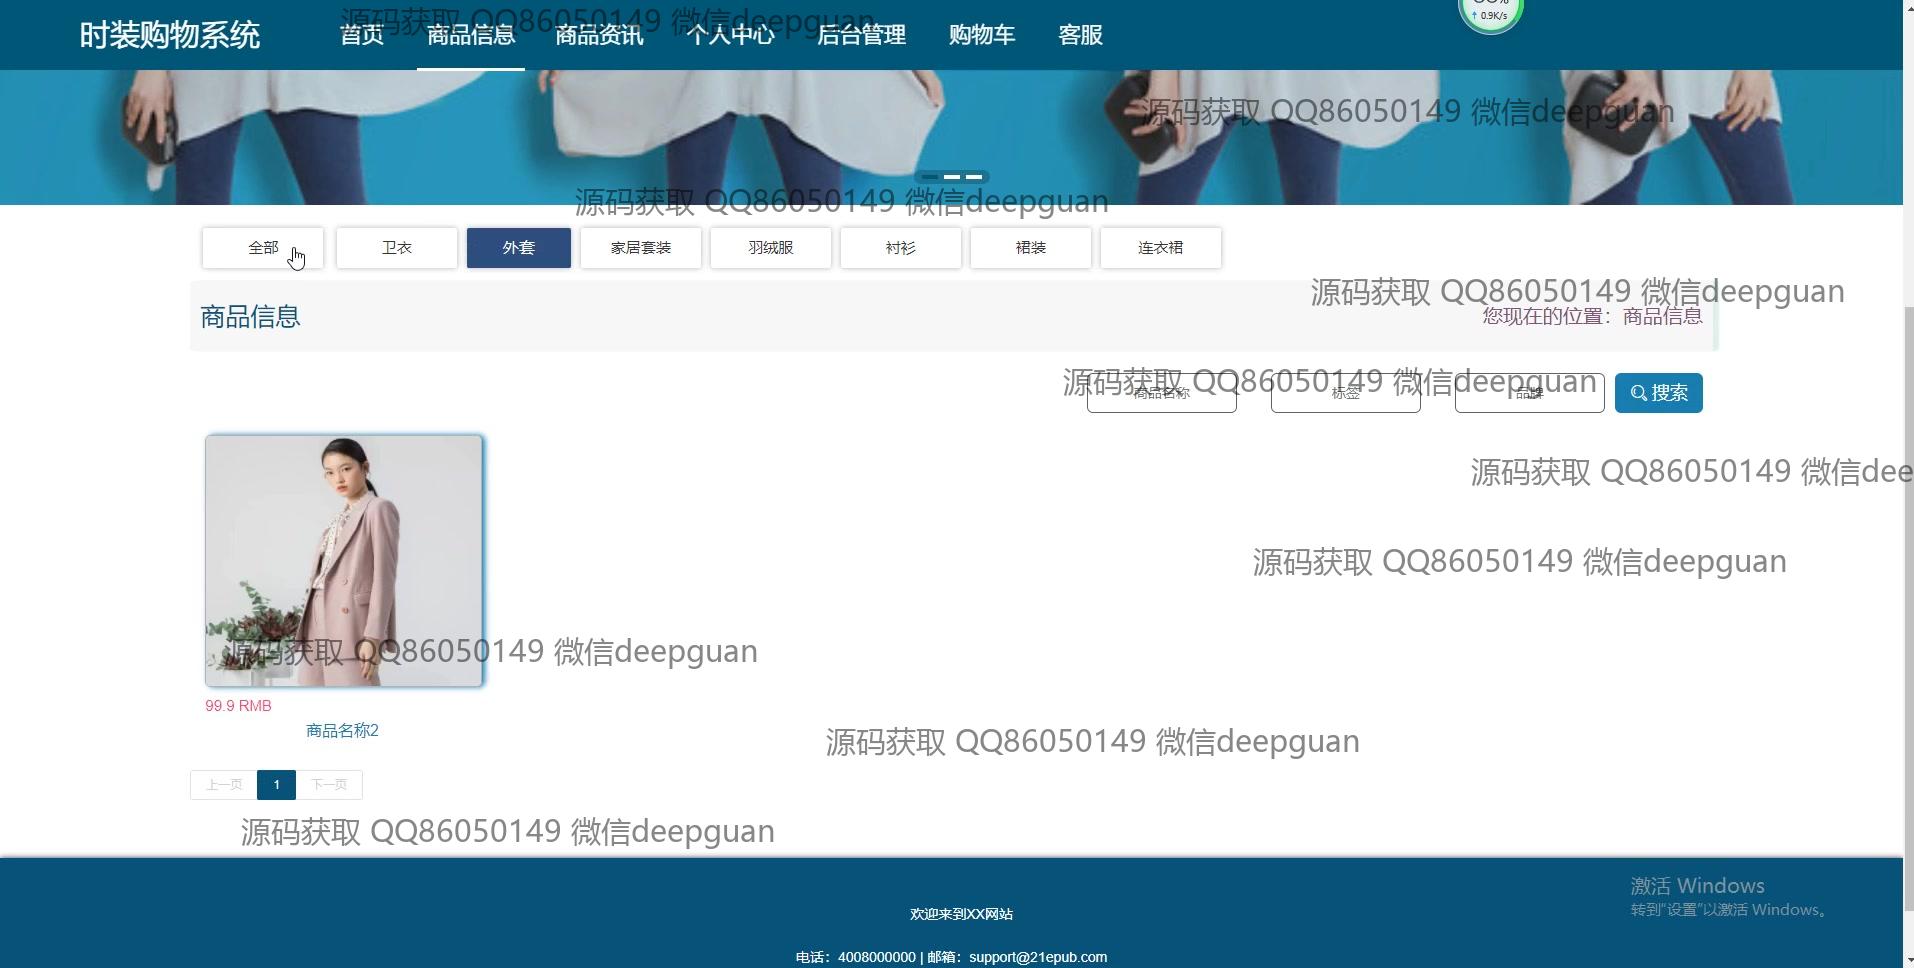 源码获取 QQ86050149 微信deepguan
时装购物系统 首页 商品信息 商品资讯 个人中心 后台管理 购物车 客服
↑ 0.9K/s
源码获取 QQ86050149 微信deepguan
源码获取 QQ86050149 微信deepguan
全部 卫衣 外套 家居套装 羽绒服 衬衫 裙装 连衣裙
源码获取 QQ86050149 微信deepguan
商品信息 您现在的位置：商品信息
源码获取 QQ86050149 微信deepguan
商品名称 标签 品牌 搜索
源码获取 QQ86050149 微信dee
源码获取 QQ86050149 微信deepguan
源码获取 QQ86050149 微信deepguan
99.9 RMB
商品名称2
源码获取 QQ86050149 微信deepguan
上一页 1 下一页
源码获取 QQ86050149 微信deepguan
激活 Windows
转到“设置”以激活 Windows。
欢迎来到XX网站
电话：4008000000 | 邮箱：support@21epub.com